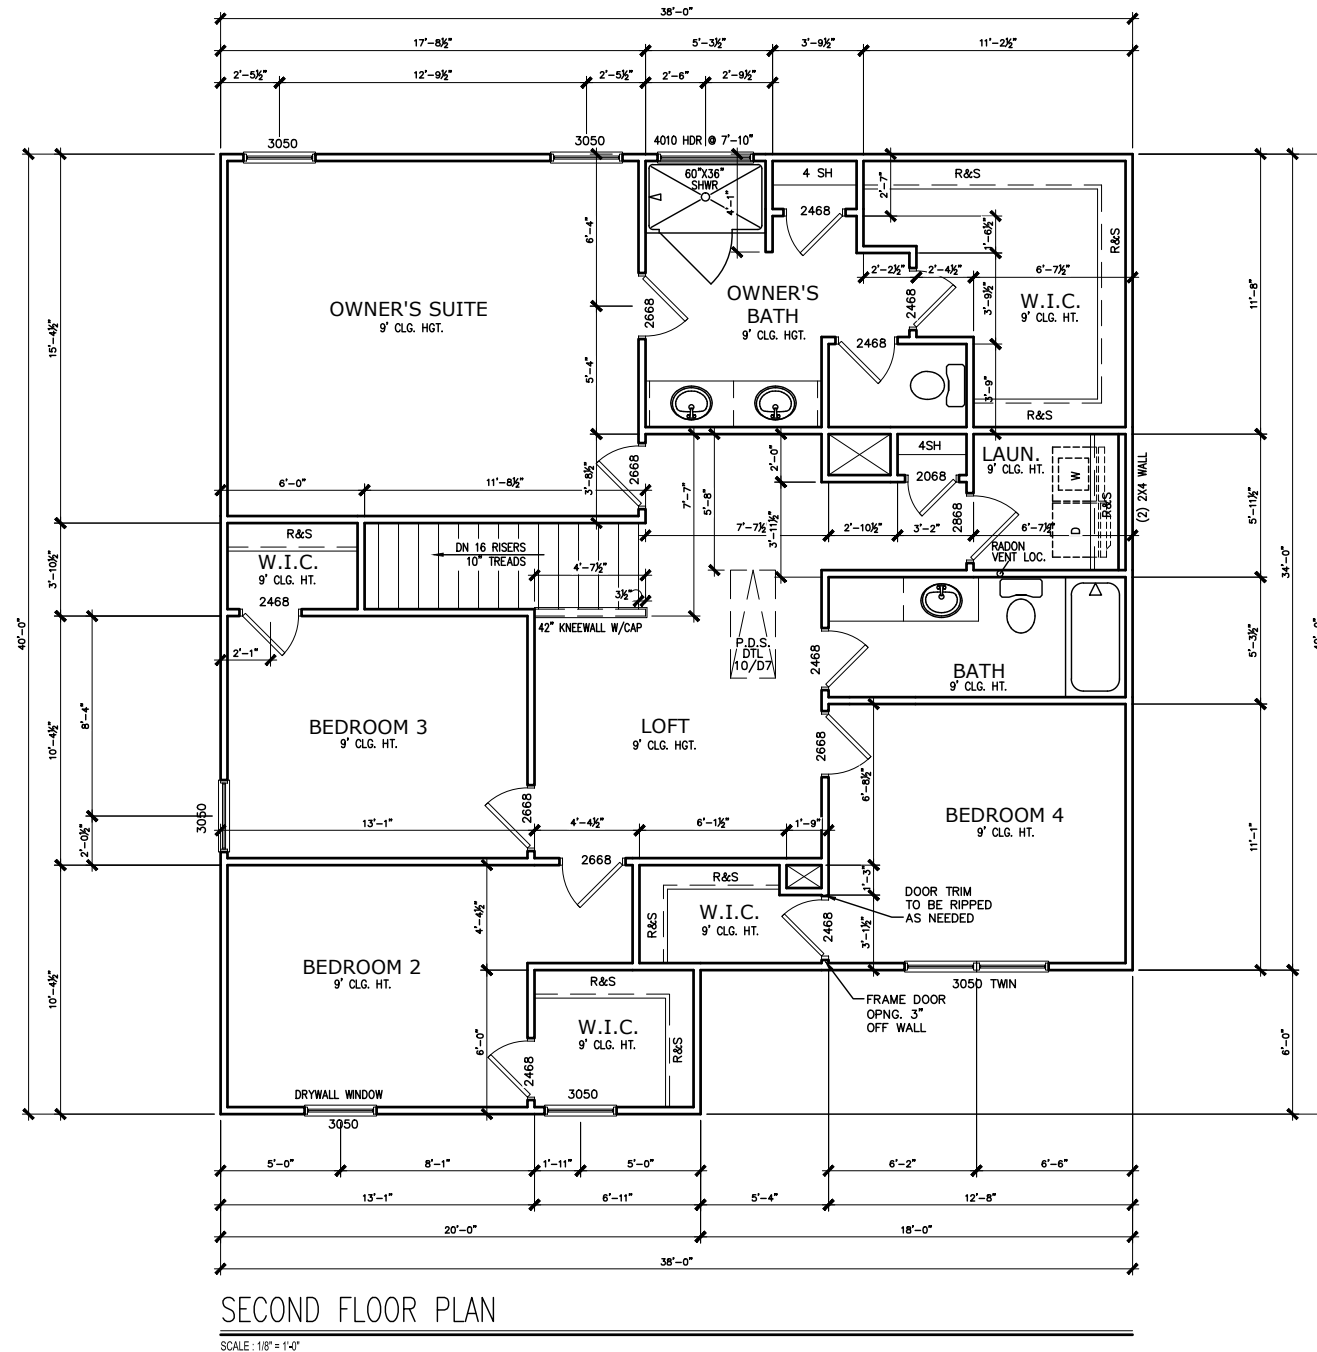 38'-0"
17'-8½"
5'-3½"
3'-9½"
11'-2½"
2'-5½"
12'-9½"
2'-5½"
2'-6"
2'-9½"
3050
3050
4010 HDR @ 7'-10"
60"X36"
SHWR
4'-1"
4 SH
2468
2'-7"
R&S
R&S
1'-6½"
6'-4"
2'-2½"
2'-4½"
6'-7½"
OWNER'S SUITE
9' CLG. HGT.
2668
OWNER'S
BATH
9' CLG. HGT.
2468
3'-9½"
W.I.C.
9' CLG. HT.
11'-8"
15'-4½"
2468
5'-4"
3'-9"
R&S
4SH
LAUN.
9' CLG. HT.
W
R&S
(2) 2X4 WALL
2668
3'-8½"
2'-0"
2068
6'-0"
11'-8½"
7'-7"
5'-8"
5'-11½"
R&S
W.I.C.
9' CLG. HT.
DN 16 RISERS
10" TREADS
7'-7½
3'-11½"
2'-10½"
3'-2"
2868
6'-7½"
D
RADON
VENT LOC.
34'-0"
3'-10½"
4'-7½"
3½"
2468
42" KNEEWALL W/CAP
40'-0"
P.D.S.
DTL
10/D7
2468
5'-3½"
2'-1"
BATH
9' CLG. HT.
8'-4"
BEDROOM 3
9' CLG. HT.
LOFT
9' CLG. HGT.
10'-4½"
2668
6'-8½"
3050
2'-0½"
13'-1"
2668
4'-4½"
6'-1½"
1'-9"
BEDROOM 4
9' CLG. HT.
11'-1"
2668
R&S
1'-3"
DOOR TRIM
TO BE RIPPED
AS NEEDED
R&S
W.I.C.
9' CLG. HT.
2468
3'-1½"
4'-4½"
BEDROOM 2
9' CLG. HT.
10'-4½"
R&S
3050 TWIN
FRAME DOOR
OPNG. 3"
OFF WALL
W.I.C.
9' CLG. HT.
R&S
6'-0"
6'-0"
2468
DRYWALL WINDOW
3050
3050
5'-0"
8'-1"
1'-11"
5'-0"
6'-2"
6'-6"
13'-1"
6'-11"
5'-4"
12'-8"
20'-0"
18'-0"
38'-0"
SECOND FLOOR PLAN
SCALE : 1/8" = 1'-0"